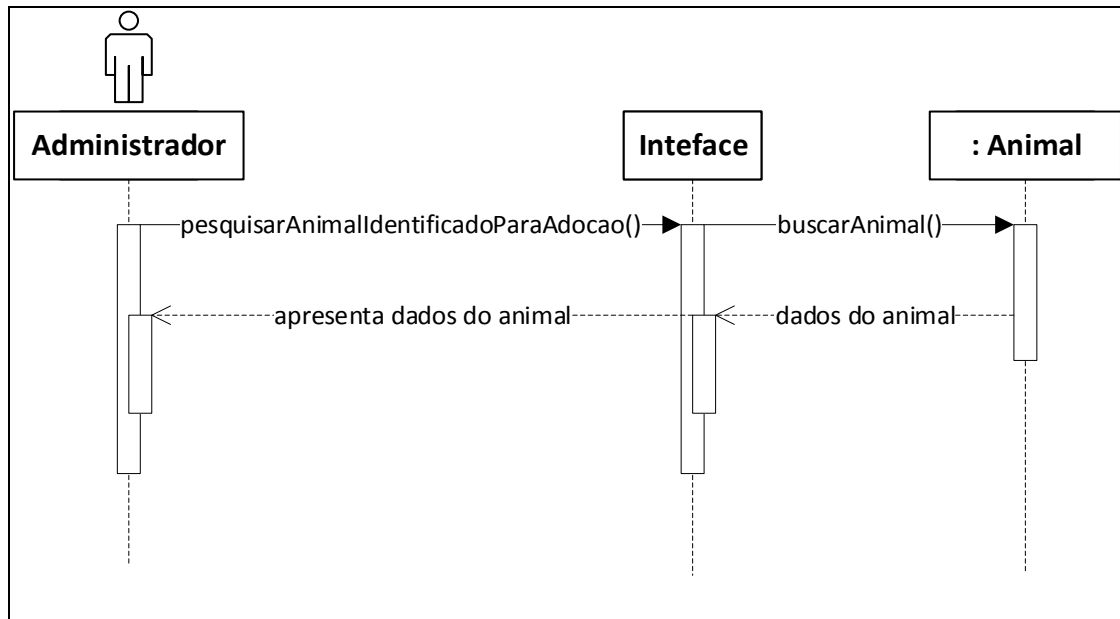 Administrador
Inteface
: Animal
pesquisarAnimalIdentificadoParaAdocao()
buscarAnimal()
apresenta dados do animal
dados do animal